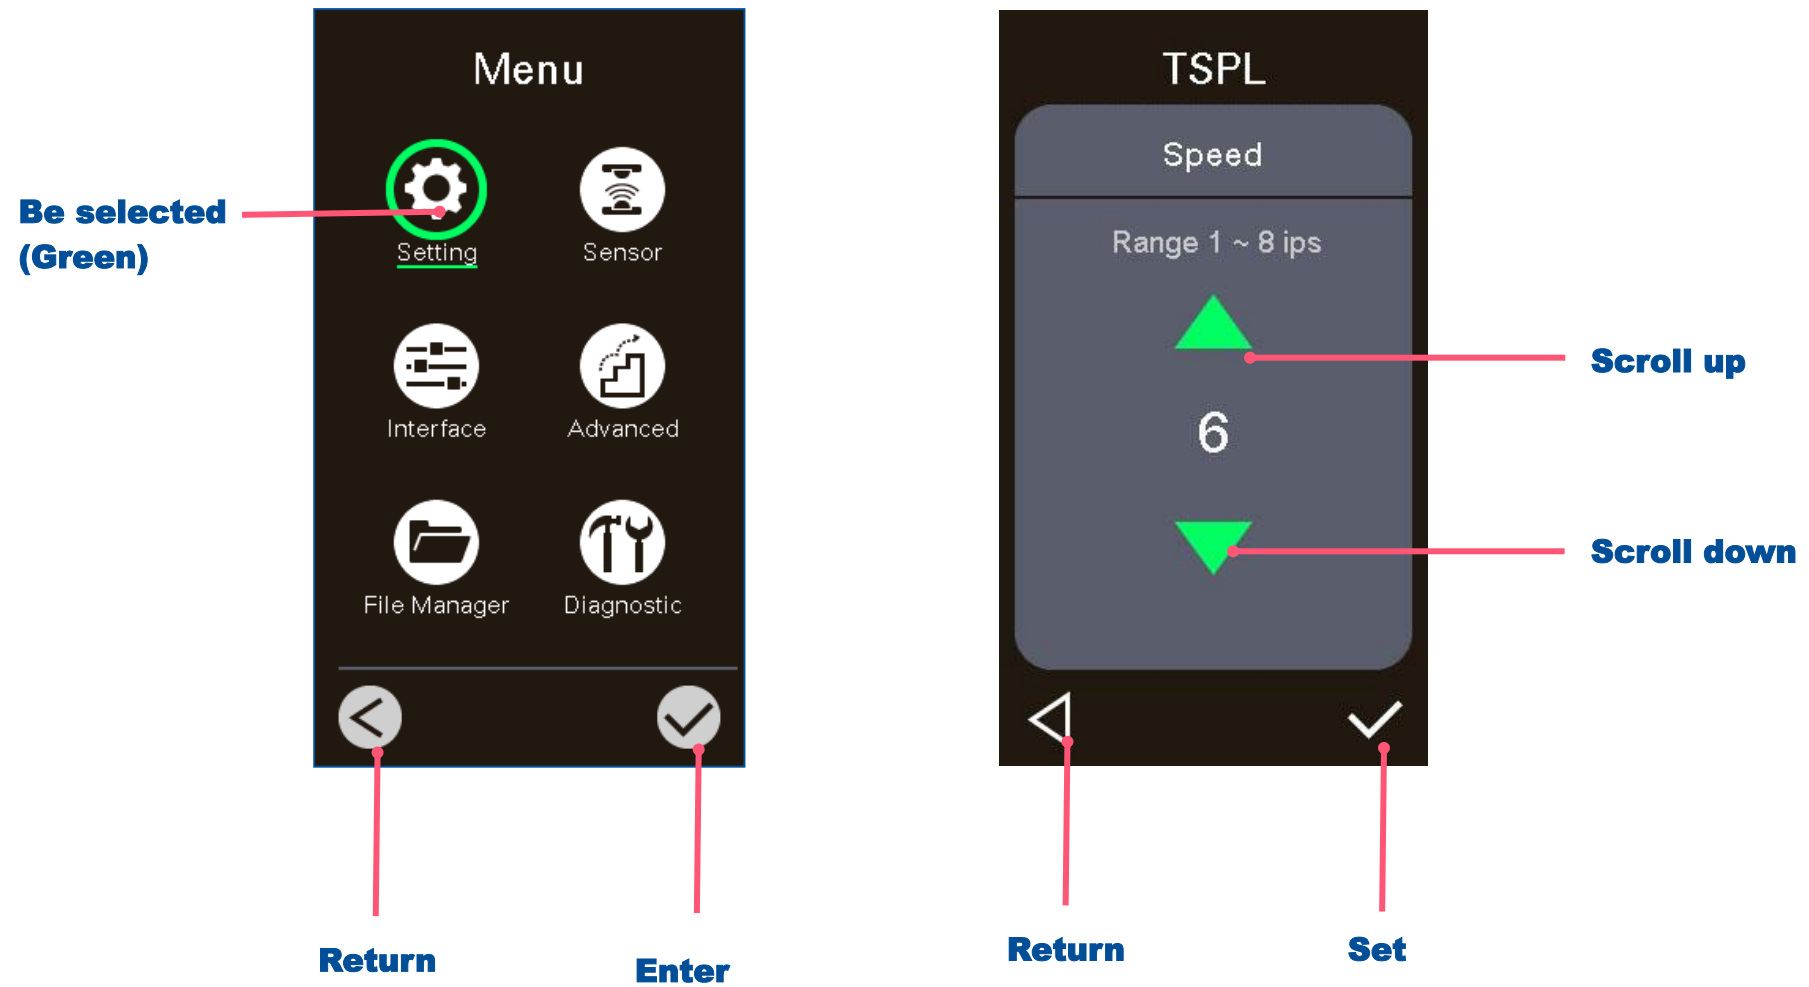 Menu
Be selected
(Green)
Setting
Sensor
Interface
Advanced
File Manager
Diagnostic
Return
Enter
TSPL
Speed
Range 1 ~ 8 ips
6
Scroll up
Scroll down
Return
Set